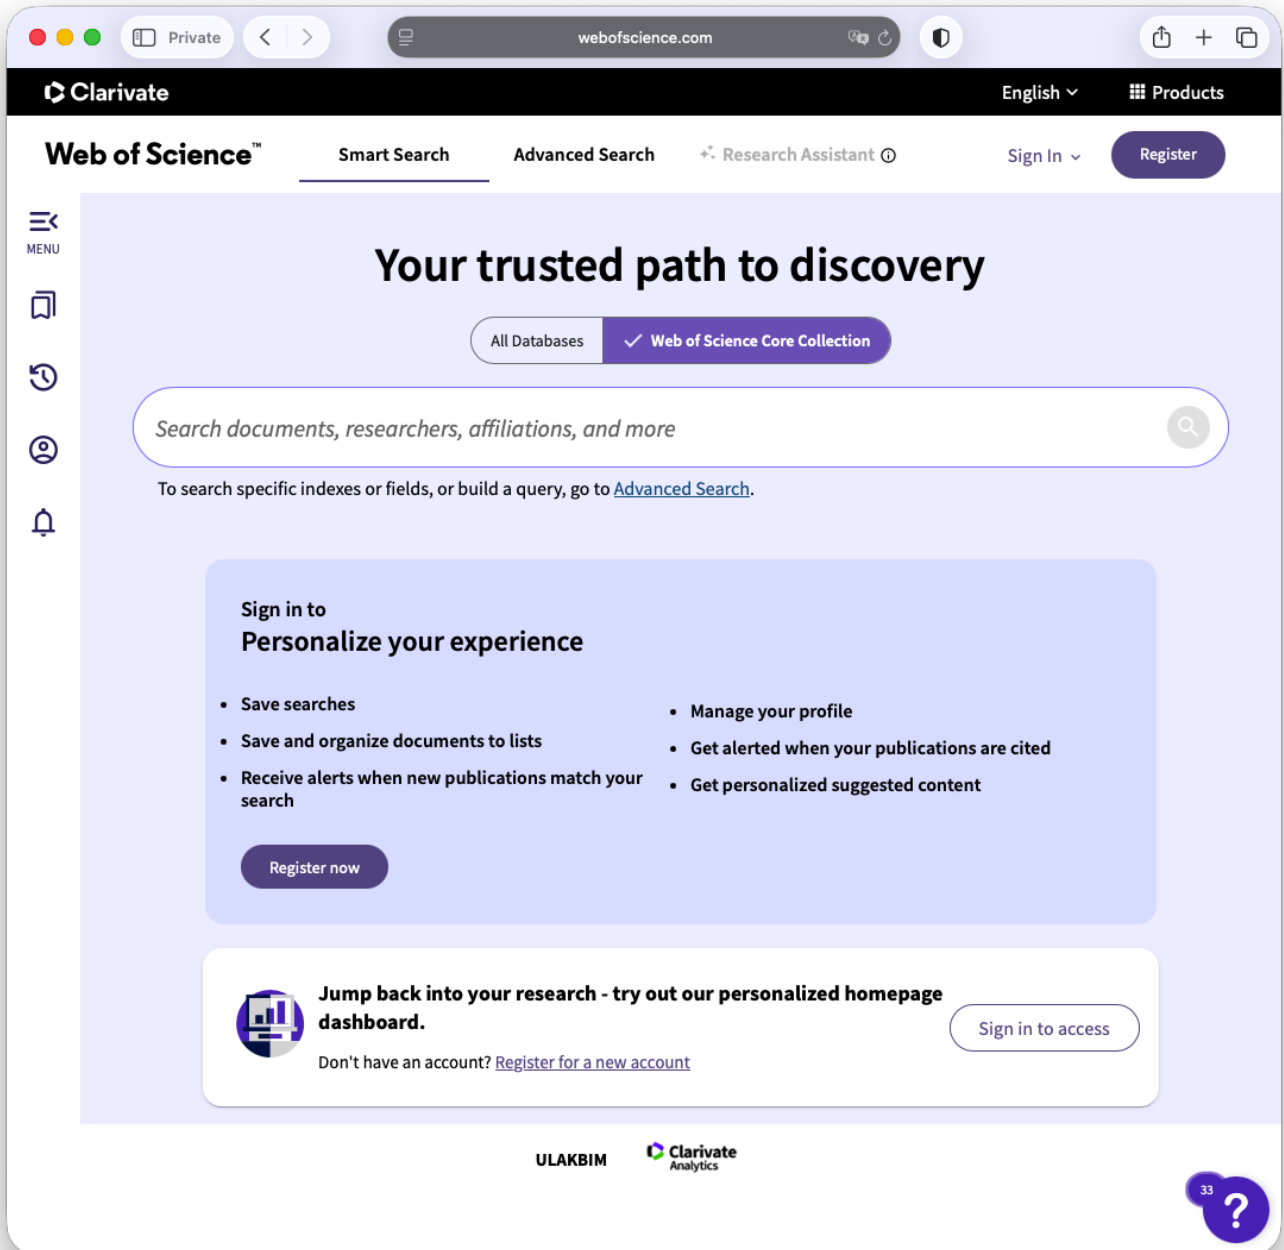 Private
webofscience.com
Clarivate
English
Products
Web of Science™
Smart Search
Advanced Search
Research Assistant
Sign In
Register
MENU
Your trusted path to discovery
All Databases
Web of Science Core Collection
Search documents, researchers, affiliations, and more
To search specific indexes or fields, or build a query, go to Advanced Search.
Sign in to
Personalize your experience
• Save searches
• Save and organize documents to lists
• Receive alerts when new publications match your
search
• Manage your profile
• Get alerted when your publications are cited
• Get personalized suggested content
Register now
Jump back into your research - try out our personalized homepage
dashboard.
Don't have an account? Register for a new account
Sign in to access
ULAKBIM
Clarivate
Analytics
33
?